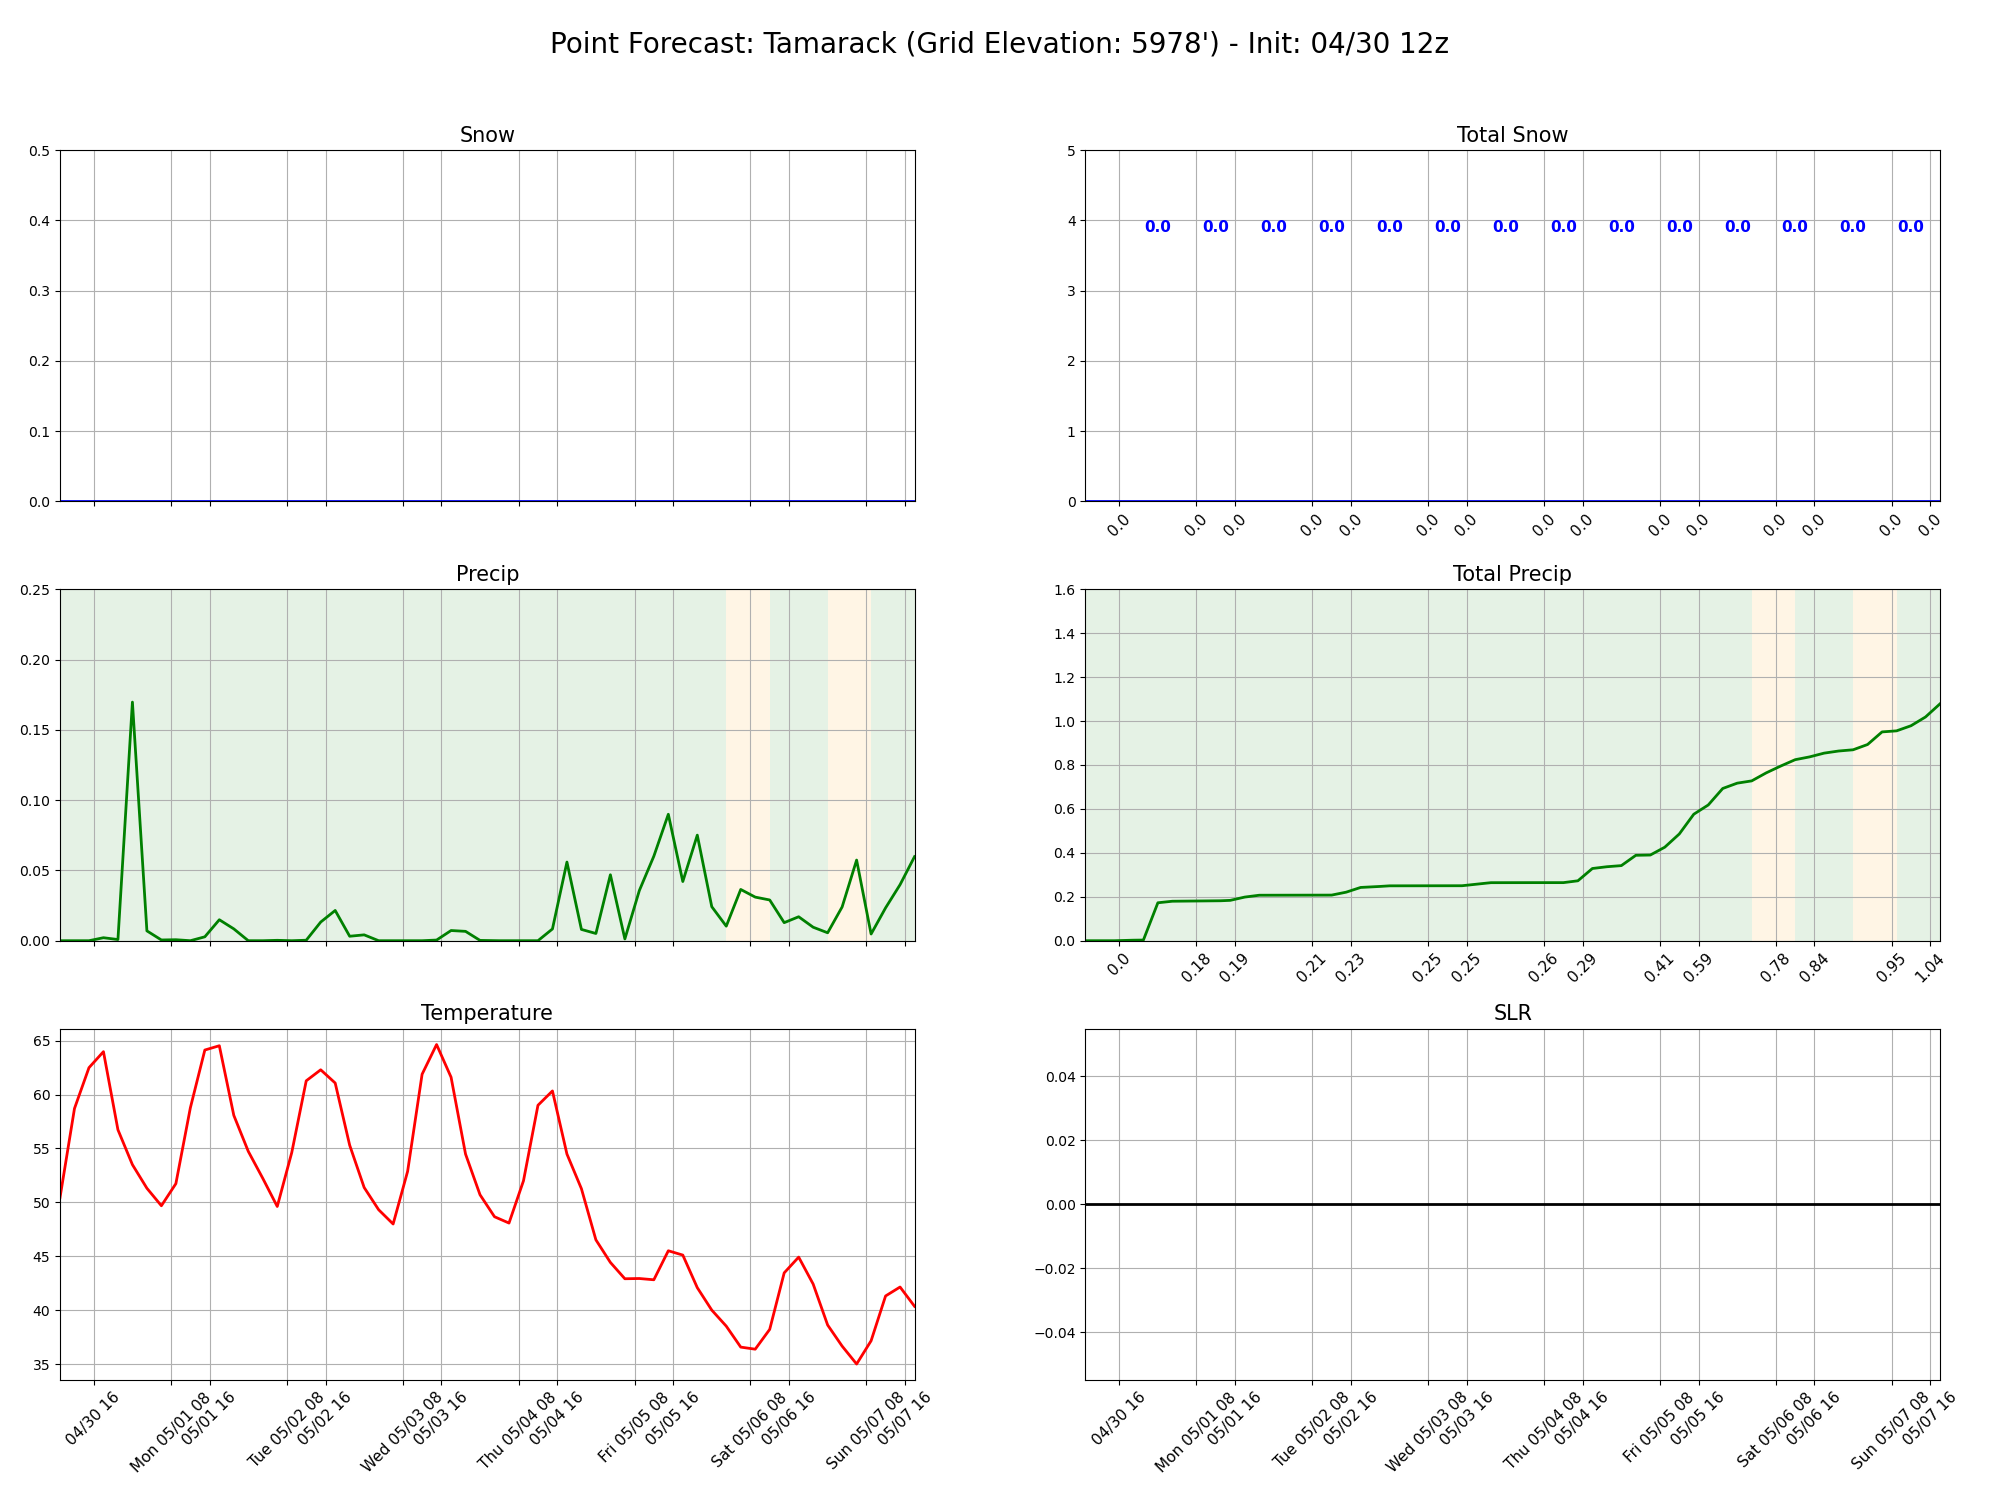 Point Forecast: Tamarack (Grid Elevation: 5978') - Init: 04/30 12z
Snow
0.5
0.4
0.3
0.2
0.1
0.0
Total Snow
5
4
3
2
1
0
0.0 0.0 0.0 0.0 0.0 0.0 0.0 0.0 0.0 0.0 0.0 0.0 0.0 0.0
0.0 0.0 0.0 0.0 0.0 0.0 0.0 0.0 0.0 0.0 0.0 0.0 0.0 0.0 0.0
Precip
0.25
0.20
0.15
0.10
0.05
0.00
Total Precip
1.6
1.4
1.2
1.0
0.8
0.6
0.4
0.2
0.0
0.0 0.18 0.19 0.21 0.23 0.25 0.25 0.26 0.29 0.41 0.59 0.78 0.84 0.95 1.04
Temperature
65
60
55
50
45
40
35
04/30 16
Mon 05/01 08
05/01 16
Tue 05/02 08
05/02 16
Wed 05/03 08
05/03 16
Thu 05/04 08
05/04 16
Fri 05/05 08
05/05 16
Sat 05/06 08
05/06 16
Sun 05/07 08
05/07 16
SLR
0.04
0.02
0.00
−0.02
−0.04
04/30 16
Mon 05/01 08
05/01 16
Tue 05/02 08
05/02 16
Wed 05/03 08
05/03 16
Thu 05/04 08
05/04 16
Fri 05/05 08
05/05 16
Sat 05/06 08
05/06 16
Sun 05/07 08
05/07 16